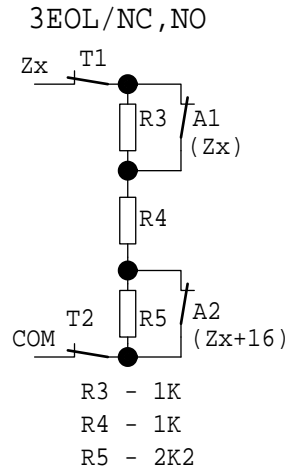 3EOL/NC,NO
Zx T1
R3 A1
(Zx)
R4
R5 A2
(Zx+16)
COM T2
R3 - 1K
R4 - 1K
R5 - 2K2